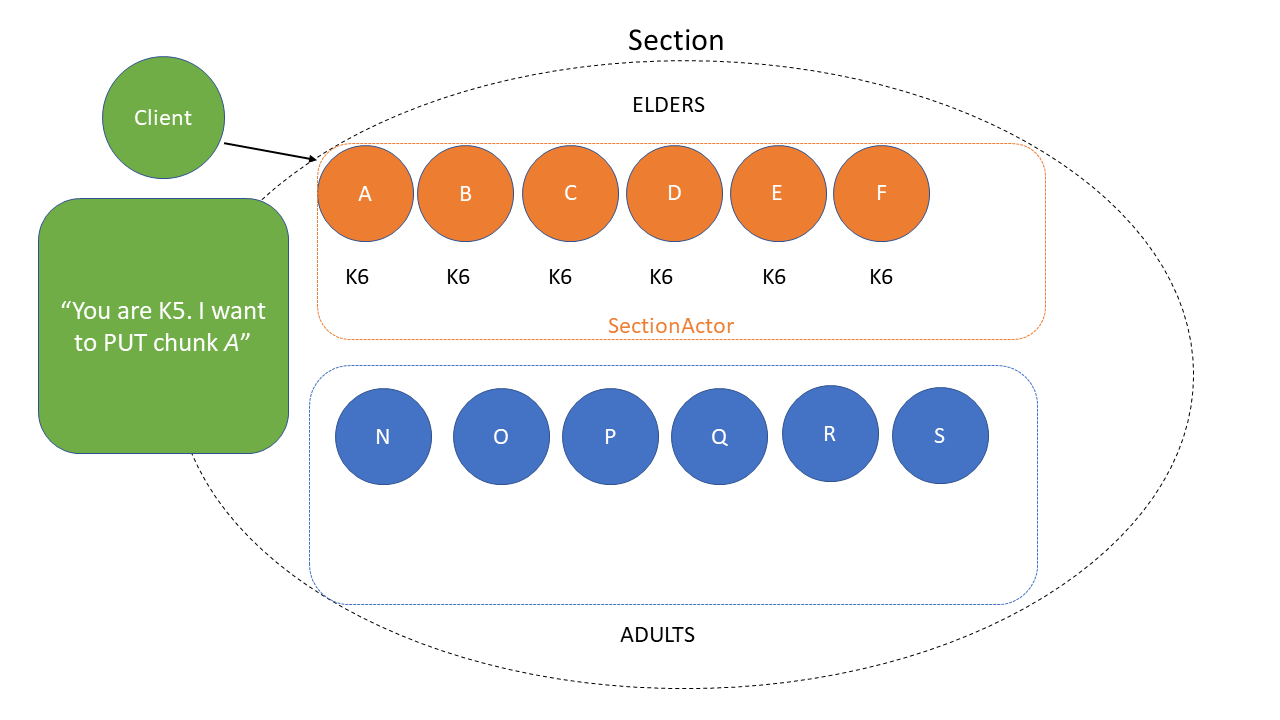 Section
Client
ELDERS
A B C D E F
K6 K6 K6 K6 K6 K6
“You are K5. I want
to PUT chunk A”
SectionActor
N O P Q R S
ADULTS